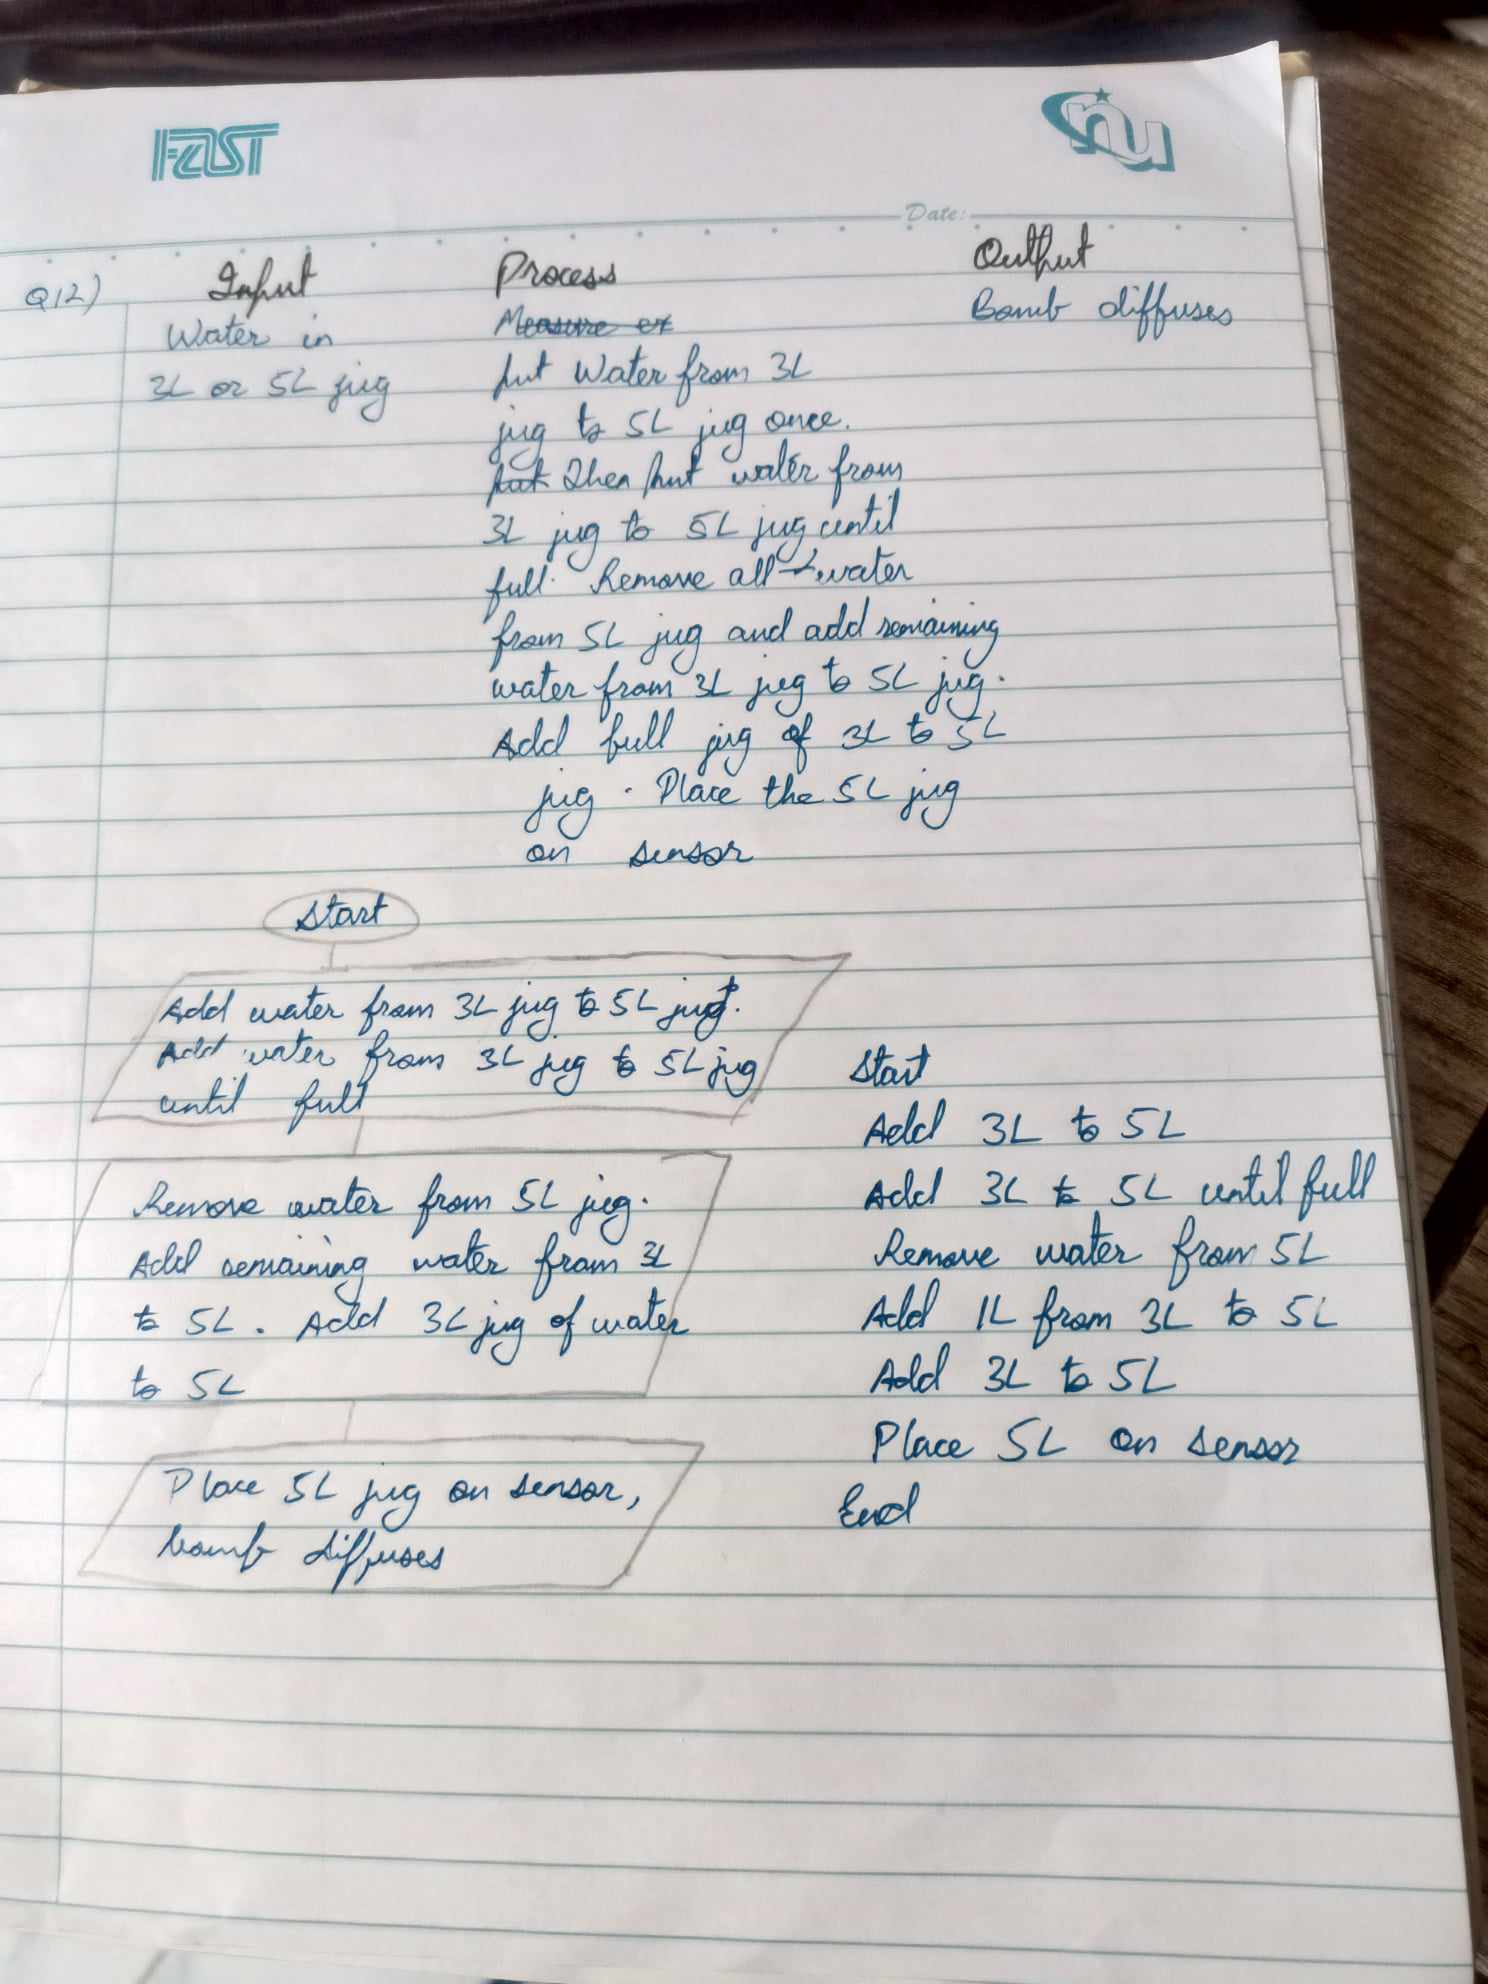 FAST
nu
Date:
Q12)
Input
Water in
3L or 5L jug
Process
Measure ex
put Water from 3L
jug to 5L jug once.
put Then put water from
3L jug to 5L jug until
full. Remove all water
from 5L jug and add remaining
water from 3L jug to 5L jug.
Add full jug of 3L to 5L
jug. Place the 5L jug
on sensor
Output
Bomb diffuses
Start
Add water from 3L jug to 5L jug.
Add water from 3L jug to 5L jug
until full
Remove water from 5L jug.
Add remaining water from 3L
to 5L. Add 3L jug of water
to 5L
Place 5L jug on sensor,
bomb diffuses
Start
Add 3L to 5L
Add 3L to 5L until full
Remove water from 5L
Add 1L from 3L to 5L
Add 3L to 5L
Place 5L on sensor
End